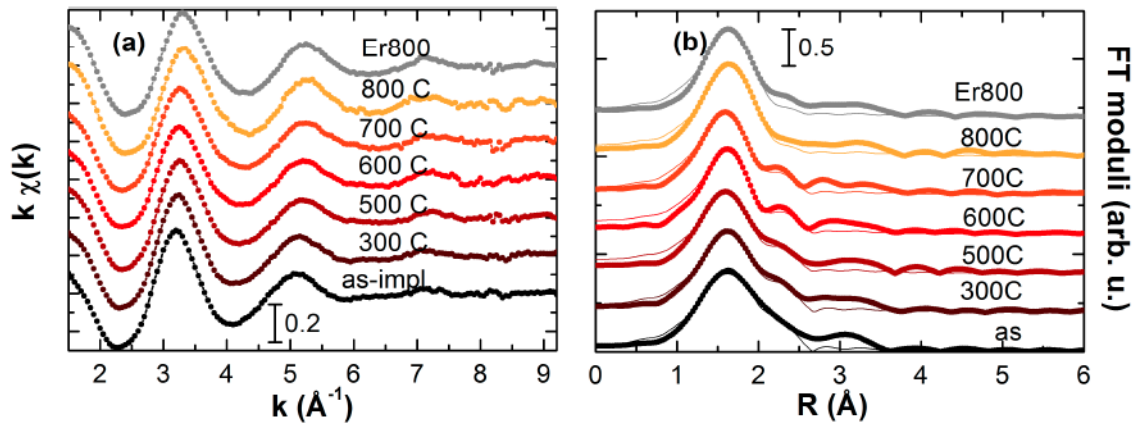 (a)
Er800
800 C
700 C
600 C
500 C
300 C
as-impl
0.2
k χ(k)
2 3 4 5 6 7 8 9
k (Å⁻¹)
(b)
0.5
Er800
800C
700C
600C
500C
300C
as
FT moduli (arb. u.)
0 1 2 3 4 5 6
R (Å)